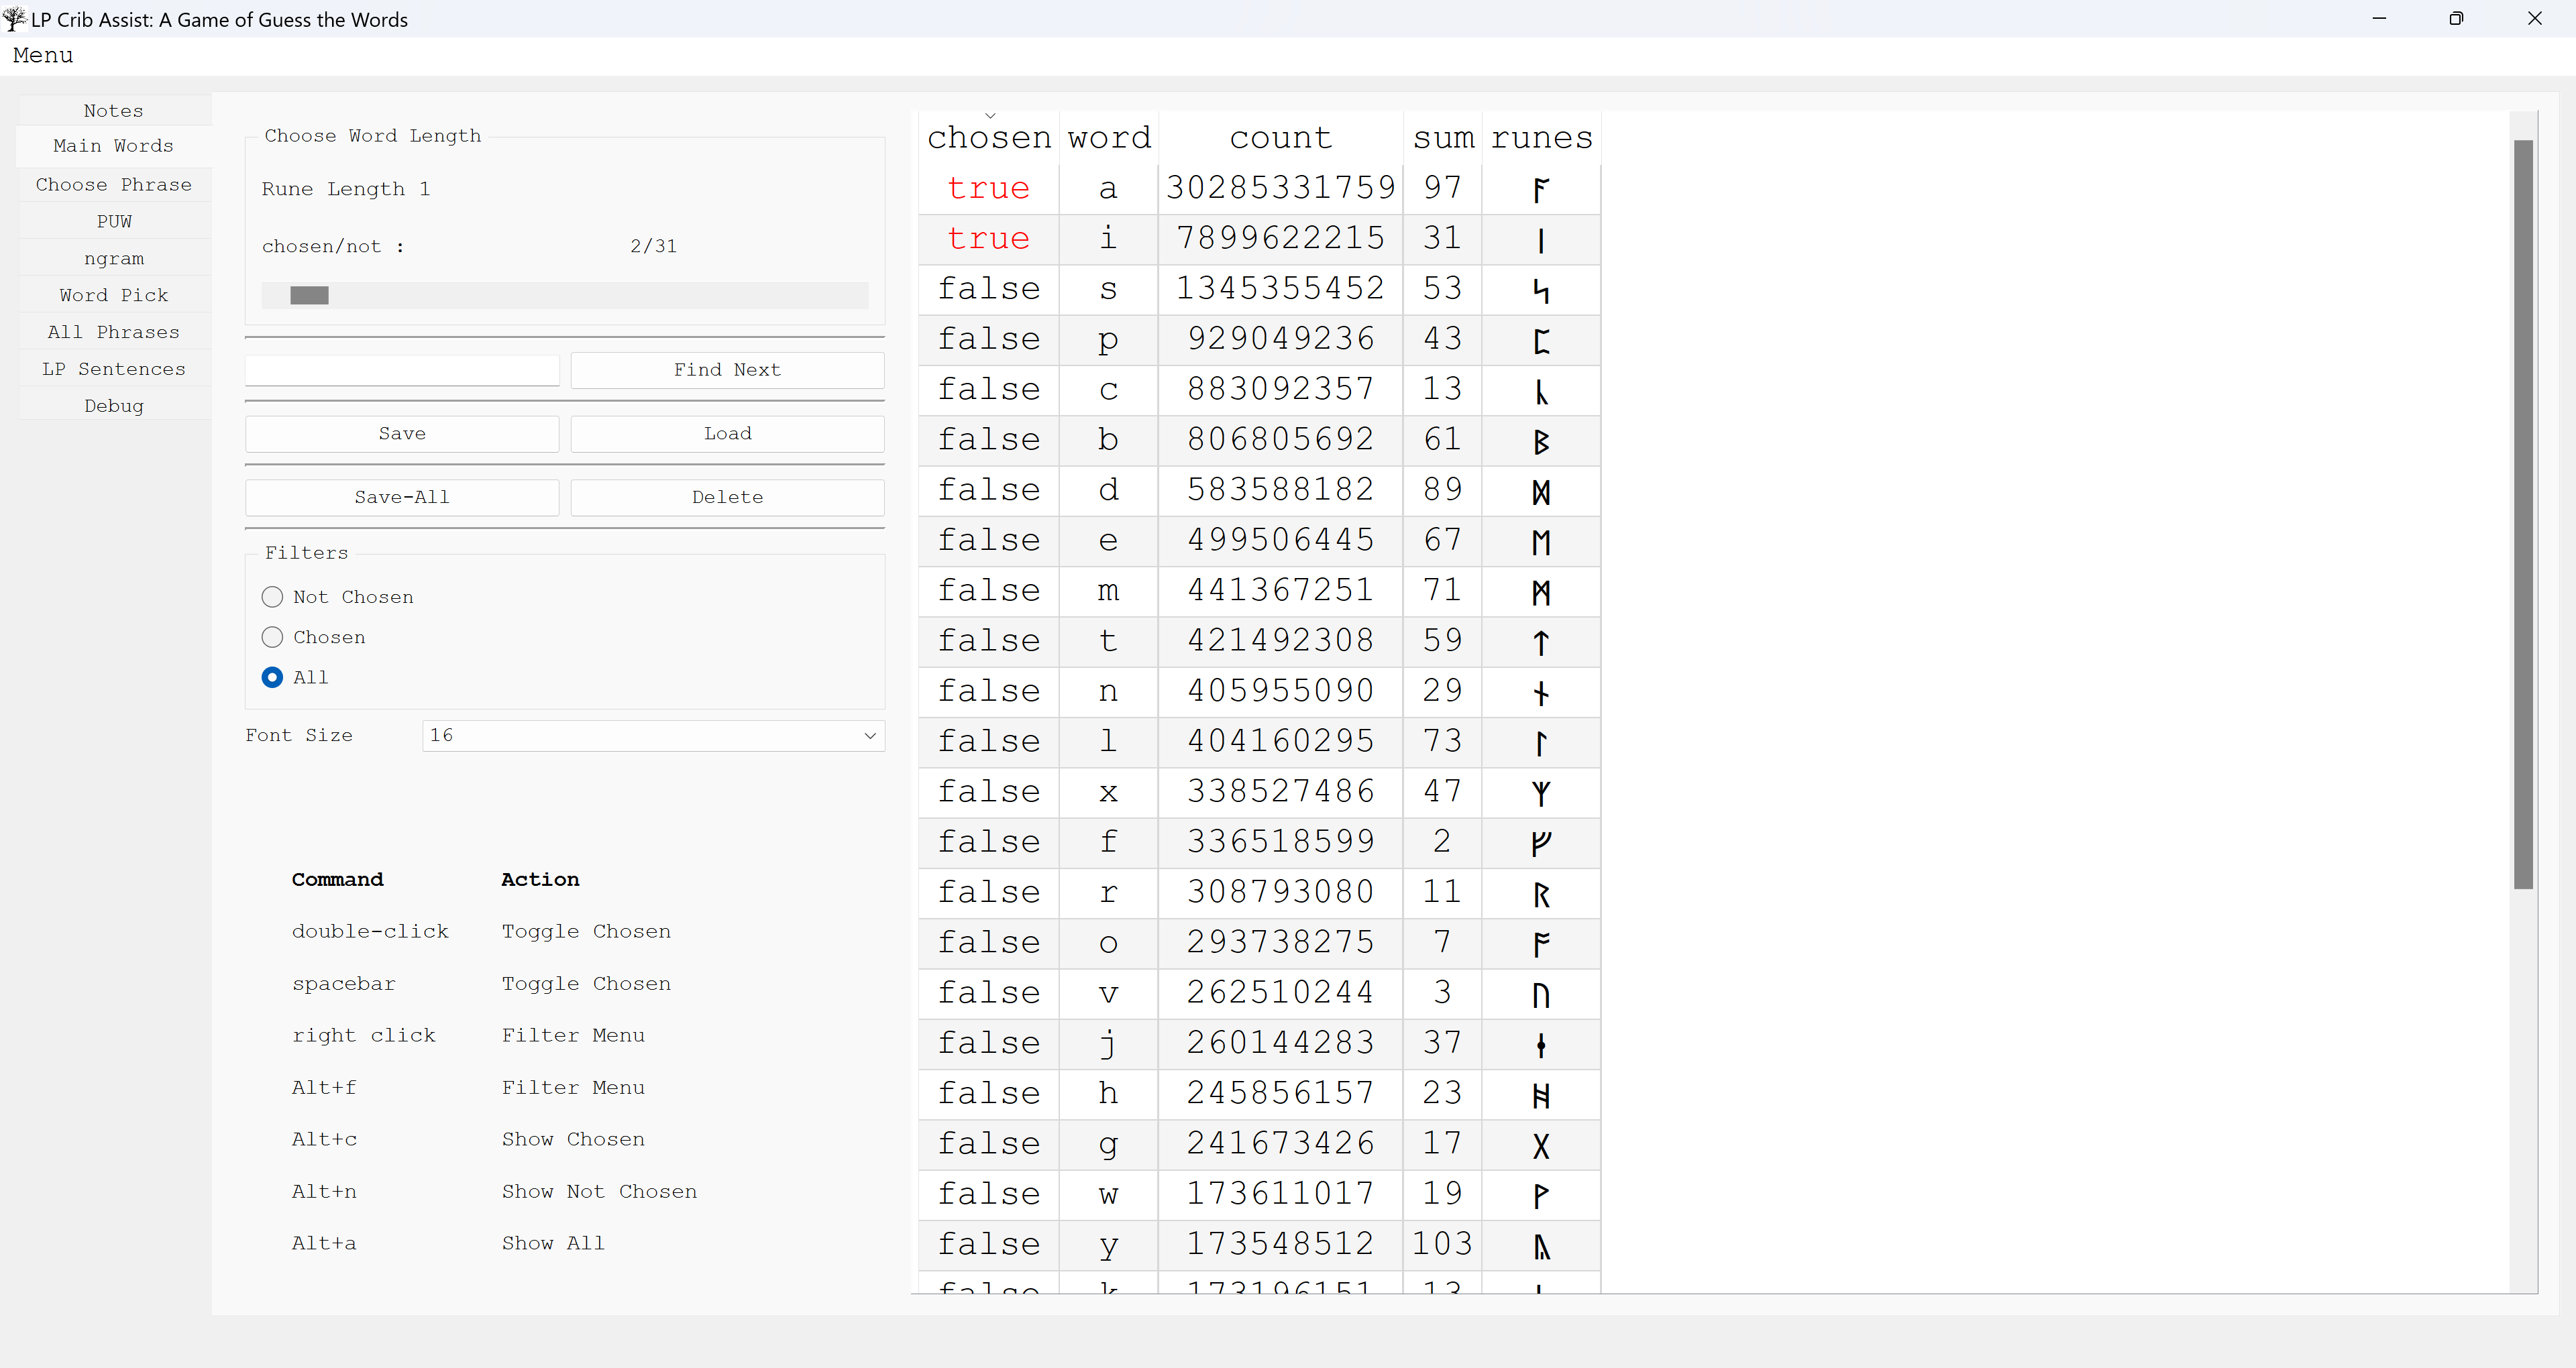 LP Crib Assist: A Game of Guess the Words
Menu
Notes
Main Words
Choose Phrase
PUW
ngram
Word Pick
All Phrases
LP Sentences
Debug
Choose Word Length
Rune Length 1
chosen/not : 2/31
Find Next
Save Load
Save-All Delete
Filters
Not Chosen
Chosen
All
Font Size 16
Command Action
double-click Toggle Chosen
spacebar Toggle Chosen
right click Filter Menu
Alt+f Filter Menu
Alt+c Show Chosen
Alt+n Show Not Chosen
Alt+a Show All
chosen word count sum runes
true a 30285331759 97 ᚪ
true i 7899622215 31 ᛁ
false s 1345355452 53 ᛋ
false p 929049236 43 ᛈ
false c 883092357 13 ᚳ
false b 806805692 61 ᛒ
false d 583588182 89 ᛞ
false e 499506445 67 ᛖ
false m 441367251 71 ᛗ
false t 421492308 59 ᛏ
false n 405955090 29 ᚾ
false l 404160295 73 ᛚ
false x 338527486 47 ᛉ
false f 336518599 2 ᚠ
false r 308793080 11 ᚱ
false o 293738275 7 ᚩ
false v 262510244 3 ᚢ
false j 260144283 37 ᛄ
false h 245856157 23 ᚻ
false g 241673426 17 ᚷ
false w 173611017 19 ᚹ
false y 173548512 103 ᚣ
false k 173196151 13